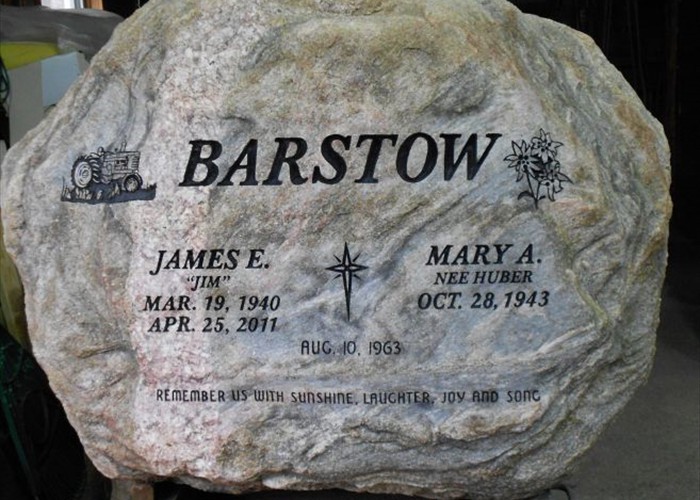 BARSTOW
JAMES E.
"JIM"
MAR. 19, 1940
APR. 25, 2011
MARY A.
NEE HUBER
OCT. 28, 1943
AUG. 10, 1963
REMEMBER US WITH SUNSHINE, LAUGHTER, JOY AND SONG